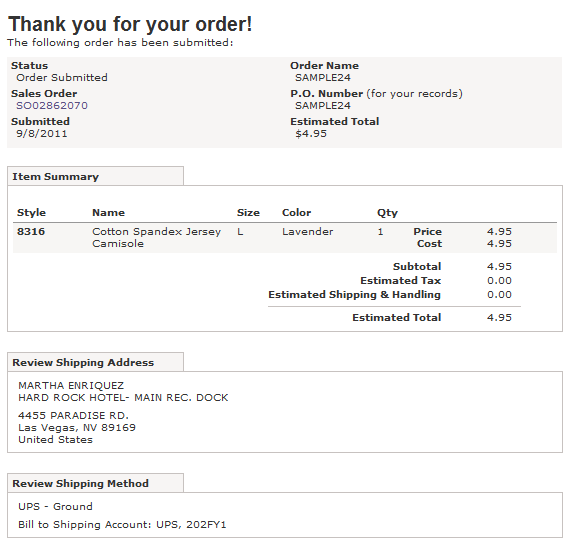 Thank you for your order!
The following order has been submitted:
Status
Order Submitted
Order Name
SAMPLE24
Sales Order
SO02862070
P.O. Number (for your records)
SAMPLE24
Submitted
9/8/2011
Estimated Total
$4.95
Item Summary
Style Name Size Color Qty
8316 Cotton Spandex Jersey L Lavender 1 Price 4.95
Camisole Cost 4.95
Subtotal 4.95
Estimated Tax 0.00
Estimated Shipping & Handling 0.00
Estimated Total 4.95
Review Shipping Address
MARTHA ENRIQUEZ
HARD ROCK HOTEL- MAIN REC. DOCK
4455 PARADISE RD.
Las Vegas, NV 89169
United States
Review Shipping Method
UPS - Ground
Bill to Shipping Account: UPS, 202FY1